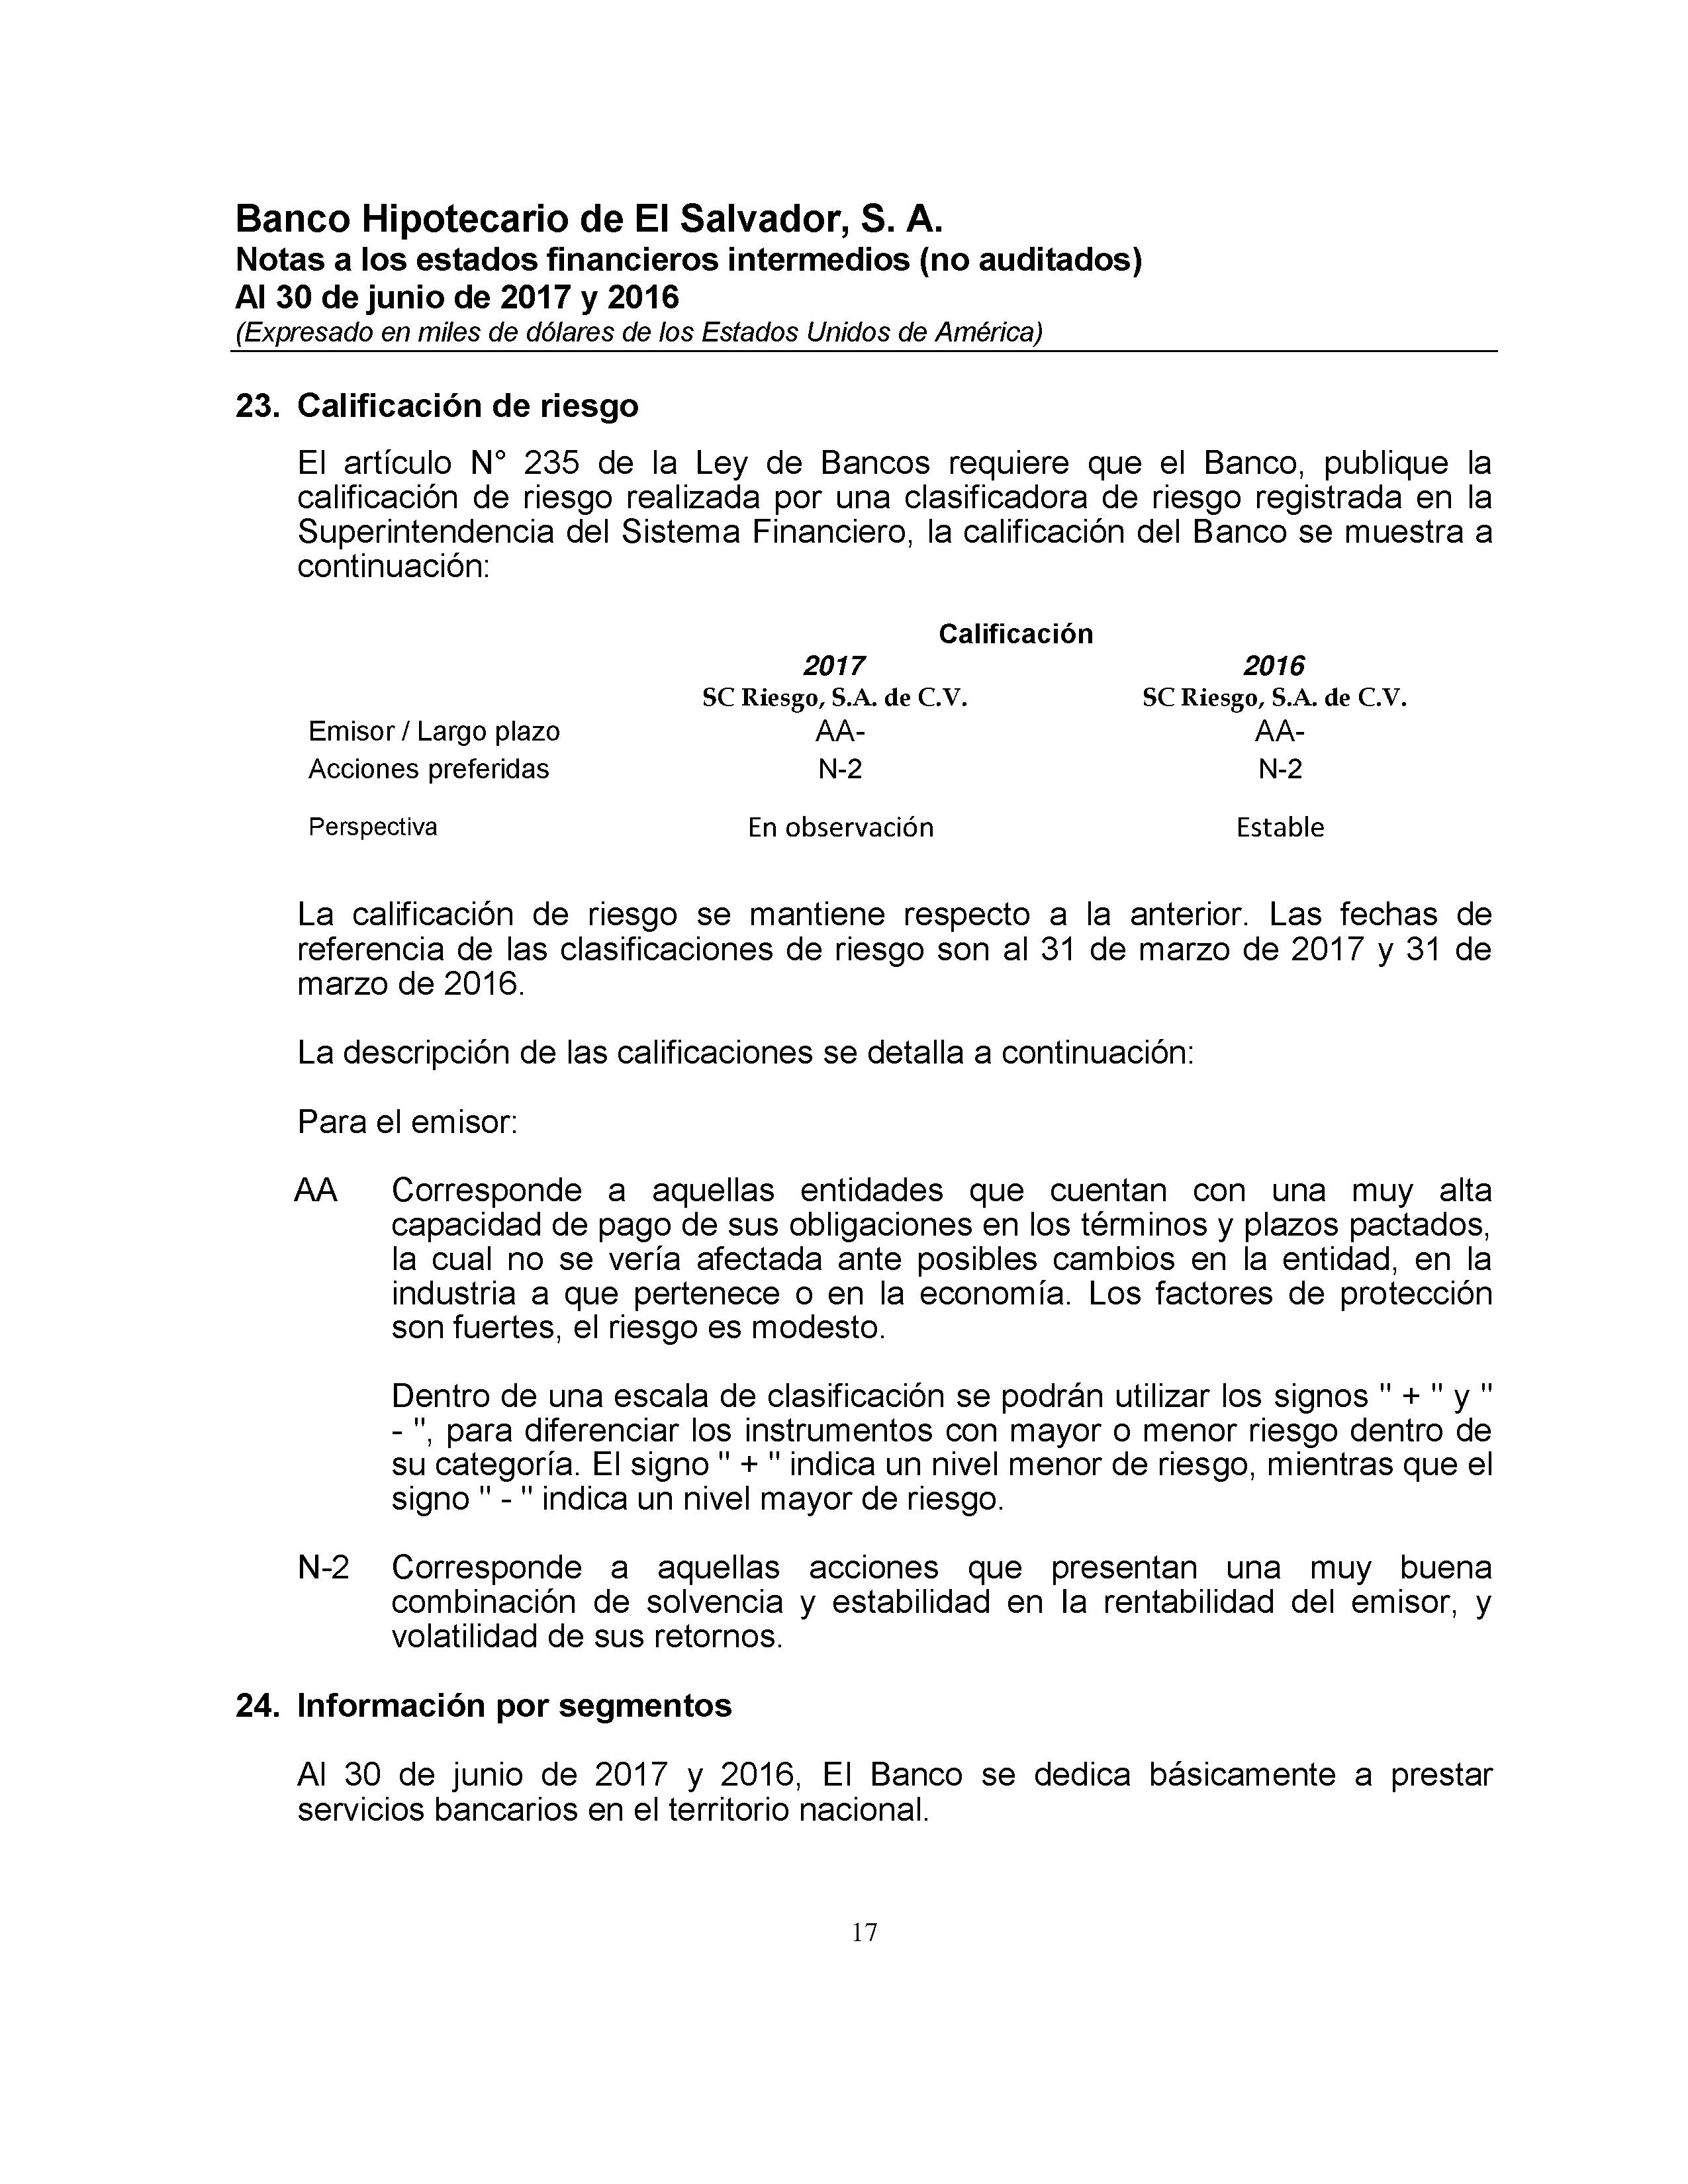 Banco Hipotecario de El Salvador, S. A.
Notas a los estados financieros intermedios (no auditados)
Al 30 de junio de 2017 y 2016
(Expresado en miles de dólares de los Estados Unidos de América)
23. Calificación de riesgo
El artículo N° 235 de la Ley de Bancos requiere que el Banco, publique la
calificación de riesgo realizada por una clasificadora de riesgo registrada en la
Superintendencia del Sistema Financiero, la calificación del Banco se muestra a
continuación:
Calificación
2017 2016
SC Riesgo, S.A. de C.V. SC Riesgo, S.A. de C.V.
Emisor / Largo plazo AA- AA-
Acciones preferidas N-2 N-2
Perspectiva En observación Estable
La calificación de riesgo se mantiene respecto a la anterior. Las fechas de
referencia de las clasificaciones de riesgo son al 31 de marzo de 2017 y 31 de
marzo de 2016.
La descripción de las calificaciones se detalla a continuación:
Para el emisor:
AA Corresponde a aquellas entidades que cuentan con una muy alta
capacidad de pago de sus obligaciones en los términos y plazos pactados,
la cual no se vería afectada ante posibles cambios en la entidad, en la
industria a que pertenece o en la economía. Los factores de protección
son fuertes, el riesgo es modesto.
Dentro de una escala de clasificación se podrán utilizar los signos " + " y "
- ", para diferenciar los instrumentos con mayor o menor riesgo dentro de
su categoría. El signo " + " indica un nivel menor de riesgo, mientras que el
signo " - " indica un nivel mayor de riesgo.
N-2 Corresponde a aquellas acciones que presentan una muy buena
combinación de solvencia y estabilidad en la rentabilidad del emisor, y
volatilidad de sus retornos.
24. Información por segmentos
Al 30 de junio de 2017 y 2016, El Banco se dedica básicamente a prestar
servicios bancarios en el territorio nacional.
17